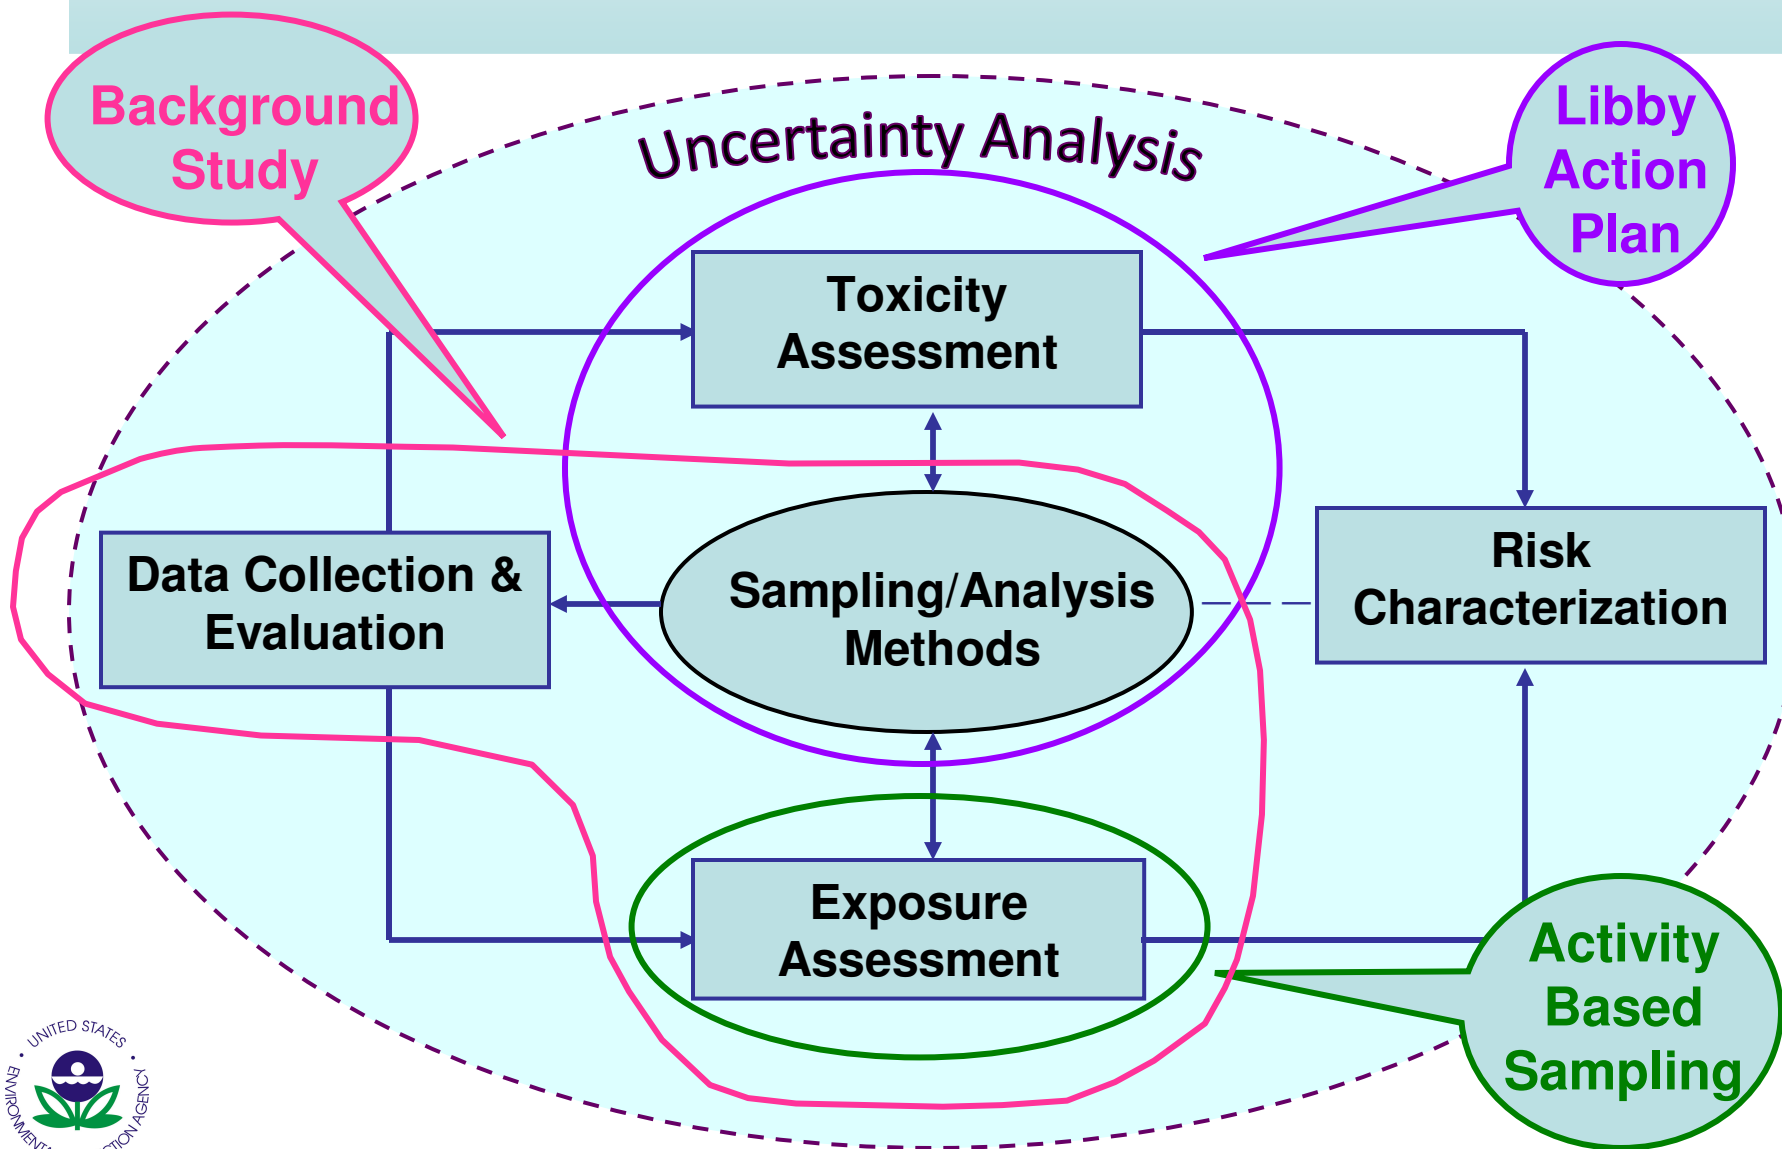 Background
Study
Uncertainty Analysis
Libby
Action
Plan
Toxicity
Assessment
Data Collection &
Evaluation
Sampling/Analysis
Methods
Risk
Characterization
Exposure
Assessment
Activity
Based
Sampling
UNITED STATES
AGENCY